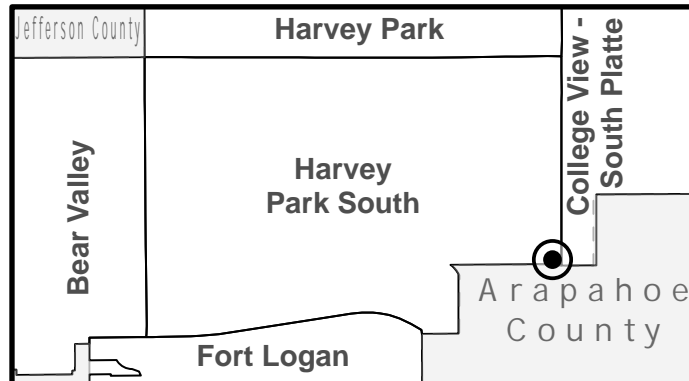 Jefferson County
Harvey Park
College View -
South Platte
Bear Valley
Harvey
Park South
Arapahoe
County
Fort Logan